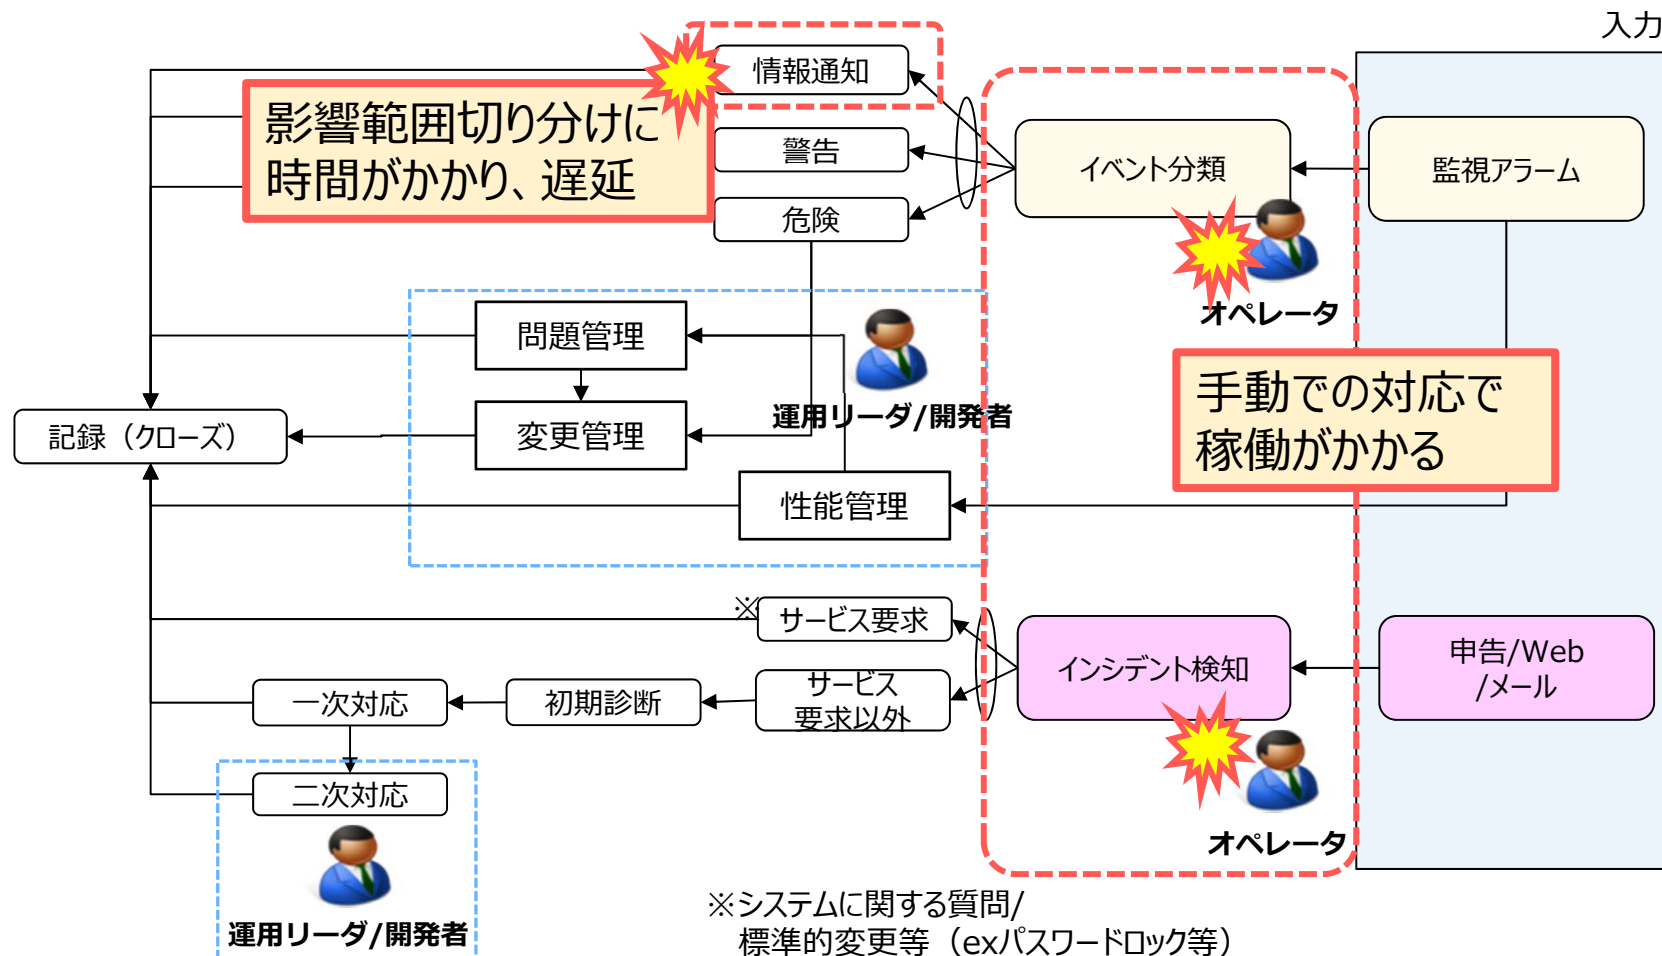 入力
情報通知
影響範囲切り分けに
時間がかかり、遅延
警告
危険
イベント分類
監視アラーム
オペレータ
問題管理
変更管理
運用リーダ/開発者
手動での対応で
稼働がかかる
記録（クローズ）
性能管理
※
サービス要求
サービス
要求以外
初期診断
一次対応
二次対応
運用リーダ/開発者
インシデント検知
申告/Web
/メール
オペレータ
※システムに関する質問/
標準的変更等（exパスワードロック等）